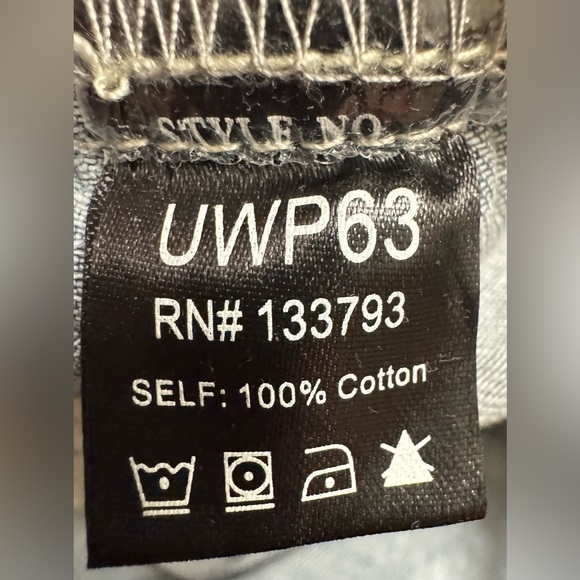 STYLE NO
UWP63
RN# 133793
SELF: 100% Cotton